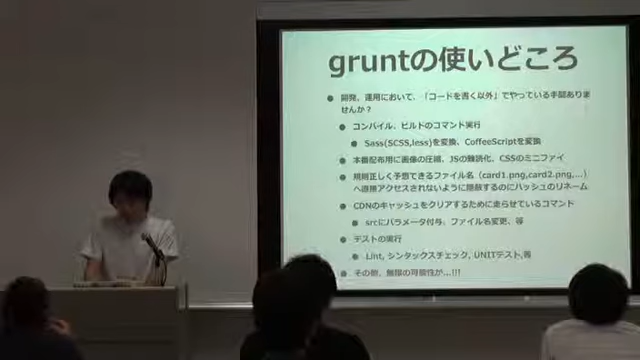 gruntの使いどころ
開発、運用において、「コードを書く以外」でやっている手間ありま
せんか？
コンパイル、ビルドのコマンド実行
Sass(SCSS,less)を変換、CoffeeScriptを変換
本番配布用に画像の圧縮、JSの難読化、CSSのミニファイ
規則正しく予想できるファイル名（card1.png,card2.png,...）
へ直接アクセスされないように隠蔽するのにハッシュのリネーム
CDNのキャッシュをクリアするために走らせているコマンド
srcにパラメータ付与、ファイル名変更、等
テストの実行
Lint, シンタックスチェック, UNITテスト,等
その他、無限の可能性が...!!!